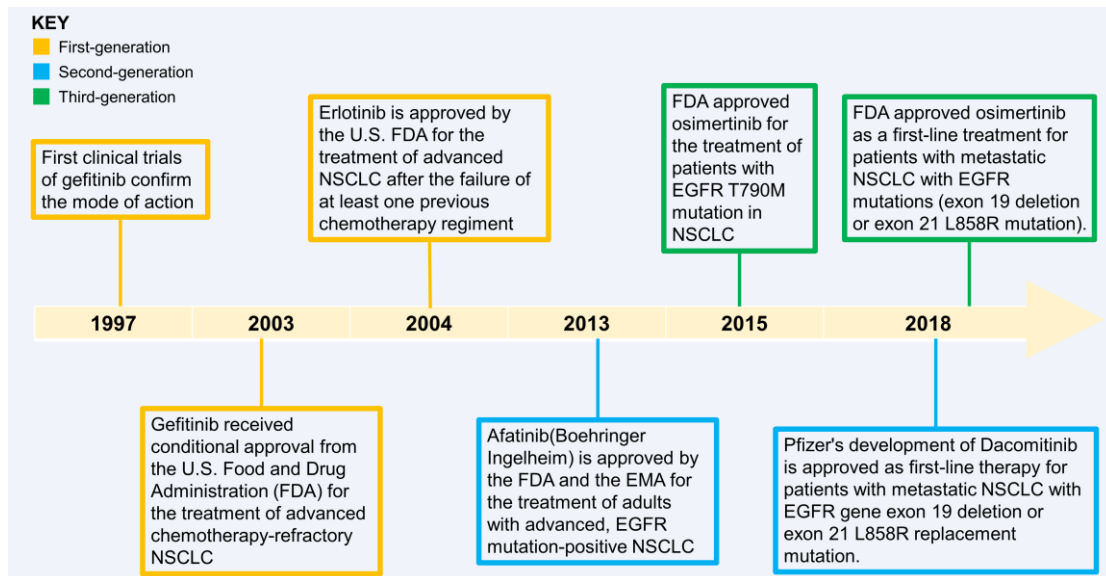 KEY
First-generation
Second-generation
Third-generation
First clinical trials
of gefitinib confirm
the mode of action
Erlotinib is approved by
the U.S. FDA for the
treatment of advanced
NSCLC after the failure of
at least one previous
chemotherapy regiment
FDA approved
osimertinib for
the treatment of
patients with
EGFR T790M
mutation in
NSCLC
FDA approved osimertinib
as a first-line treatment for
patients with metastatic
NSCLC with EGFR
mutations (exon 19 deletion
or exon 21 L858R mutation).
1997
2003
2004
2013
2015
2018
Gefitinib received
conditional approval from
the U.S. Food and Drug
Administration (FDA) for
the treatment of advanced
chemotherapy-refractory
NSCLC
Afatinib(Boehringer
Ingelheim) is approved by
the FDA and the EMA for
the treatment of adults
with advanced, EGFR
mutation-positive NSCLC
Pfizer's development of Dacomitinib
is approved as first-line therapy for
patients with metastatic NSCLC with
EGFR gene exon 19 deletion or
exon 21 L858R replacement
mutation.